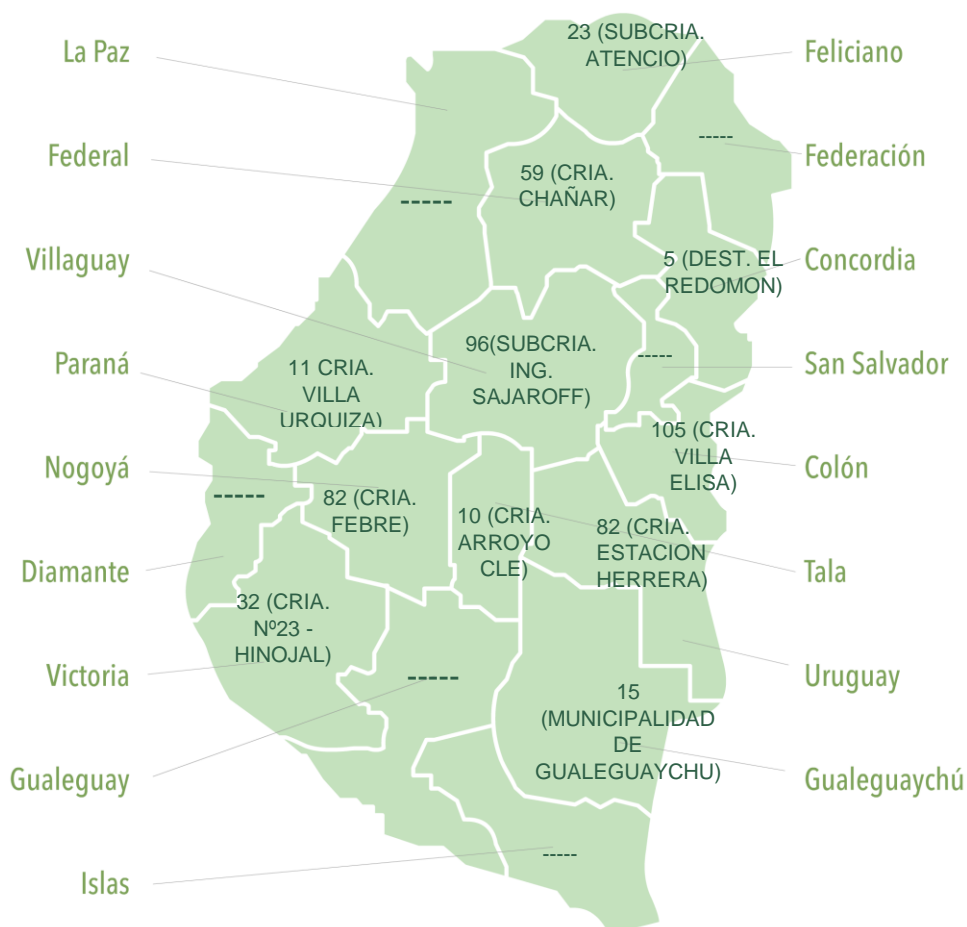 La Paz
Federal
Villaguay
Paraná
Nogoyá
Diamante
Victoria
Gualeguay
Islas
23 (SUBCRIA.
ATENCIO)
-----
59 (CRIA.
CHAÑAR)
-----
5 (DEST. EL
REDOMON)
96(SUBCRIA.
ING.
SAJAROFF)
-----
11 CRIA.
VILLA
URQUIZA)
105 (CRIA.
VILLA
ELISA)
-----
82 (CRIA.
FEBRE)
10 (CRIA.
ARROYO
CLE)
82 (CRIA.
ESTACION
HERRERA)
32 (CRIA.
Nº23 -
HINOJAL)
-----
15
(MUNICIPALIDAD
DE
GUALEGUAYCHU)
-----
Feliciano
Federación
Concordia
San Salvador
Colón
Tala
Uruguay
Gualeguaychú